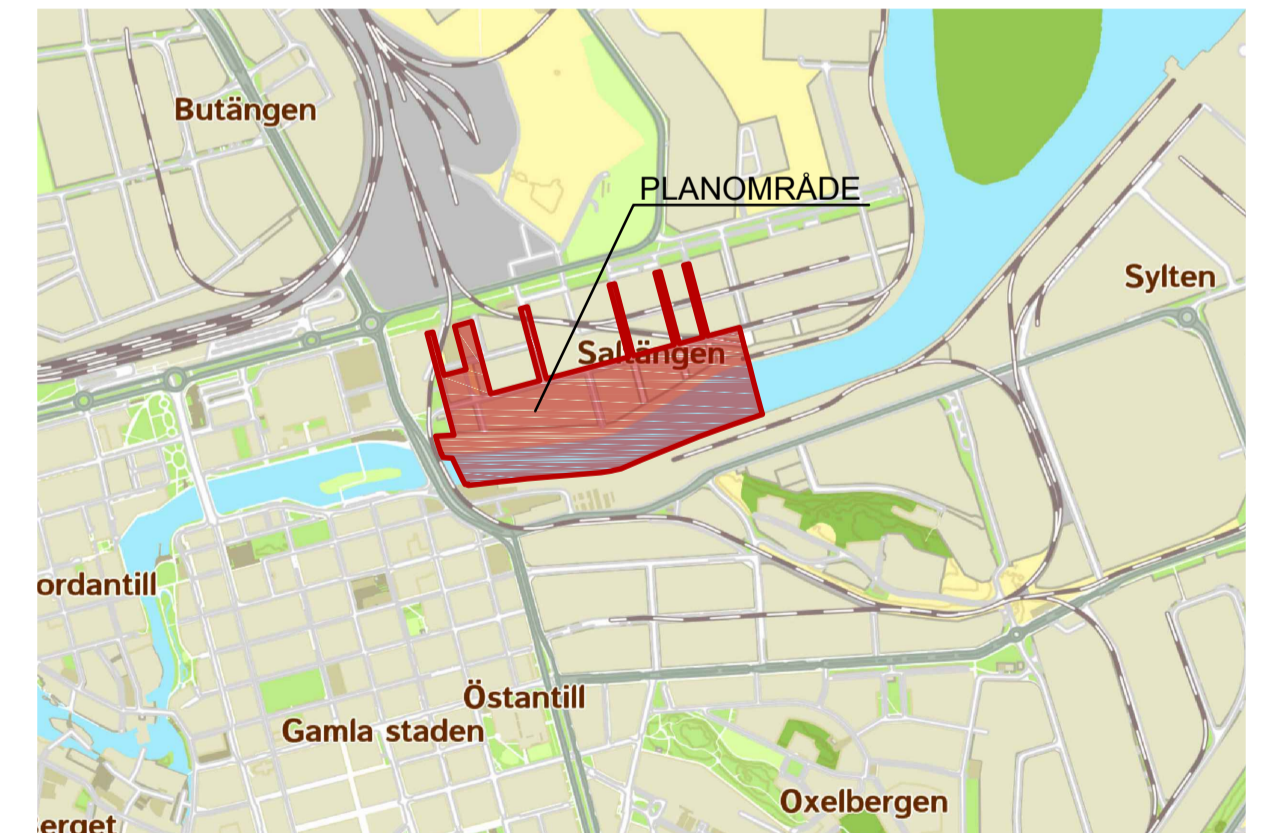 Butängen
PLANOMRÅDE
Sylten
Saltängen
ordantill
Östantill
Gamla staden
Oxelbergen
erget